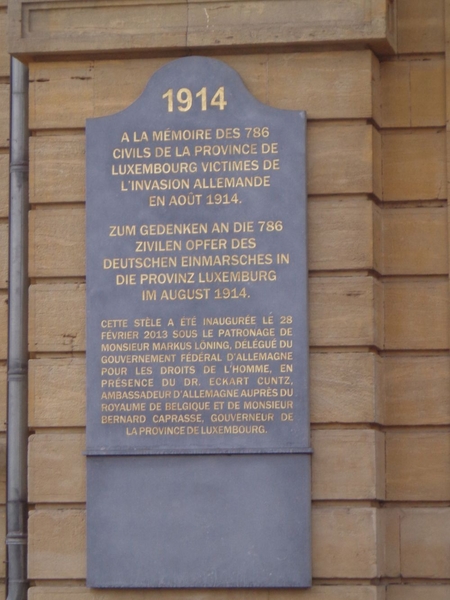 1914
A LA MÉMOIRE DES 786
CIVILS DE LA PROVINCE DE
LUXEMBOURG VICTIMES DE
L'INVASION ALLEMANDE
EN AOÛT 1914.
ZUM GEDENKEN AN DIE 786
ZIVILEN OPFER DES
DEUTSCHEN EINMARSCHES IN
DIE PROVINZ LUXEMBURG
IM AUGUST 1914.
CETTE STÈLE A ÉTÉ INAUGURÉE LE 28
FÉVRIER 2013 SOUS LE PATRONAGE DE
MONSIEUR MARKUS LÖNING, DÉLÉGUÉ DU
GOUVERNEMENT FÉDÉRAL D'ALLEMAGNE
POUR LES DROITS DE L'HOMME, EN
PRÉSENCE DU DR. ECKART CUNTZ,
AMBASSADEUR D'ALLEMAGNE AUPRÈS DU
ROYAUME DE BELGIQUE ET DE MONSIEUR
BERNARD CAPRASSE, GOUVERNEUR DE
LA PROVINCE DE LUXEMBOURG.